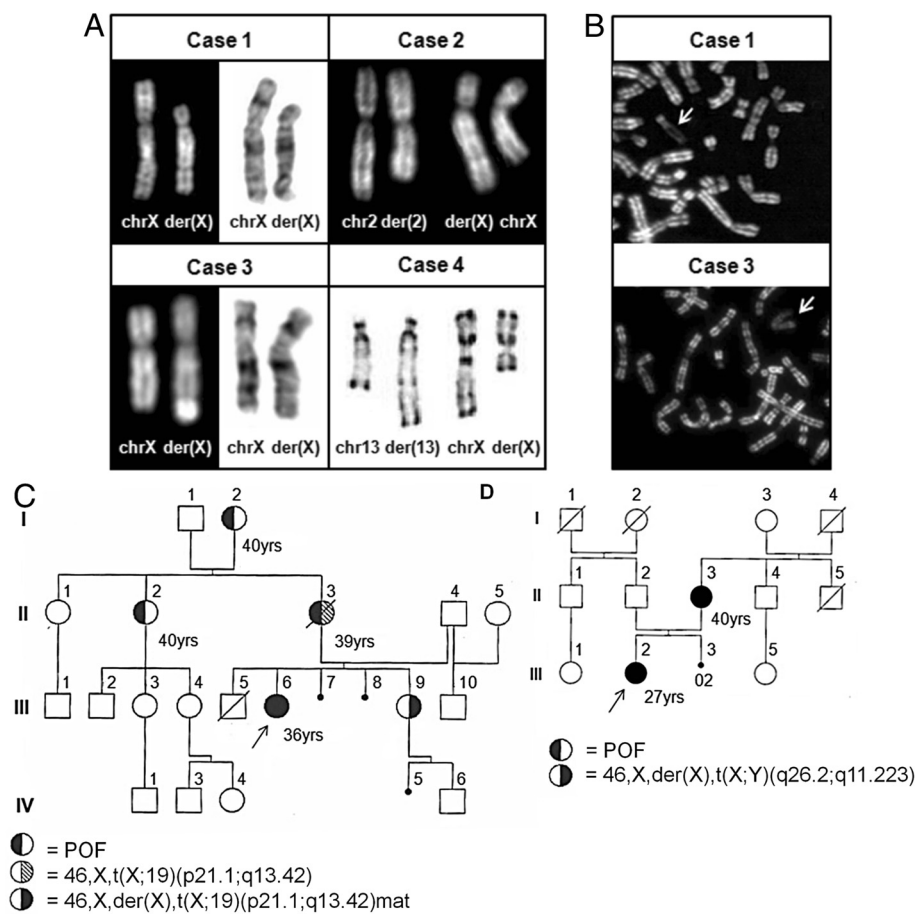 A
Case 1
Case 2
chrX der(X)
chrX der(X)
chr2 der(2)
der(X) chrX
Case 3
Case 4
chrX der(X)
chrX der(X)
chr13 der(13)
chrX der(X)
B
Case 1
Case 3
C
I
1
2
40yrs
II
1
2
3
4
5
40yrs
39yrs
III
1
2
3
4
5
6
7
8
9
10
36yrs
1
3
4
5
6
IV
= POF
= 46,X,t(X;19)(p21.1;q13.42)
= 46,X,der(X),t(X;19)(p21.1;q13.42)mat
D
I
1
2
3
4
II
1
2
3
4
5
40yrs
III
1
2
3
5
02
27yrs
= POF
= 46,X,der(X),t(X;Y)(q26.2;q11.223)